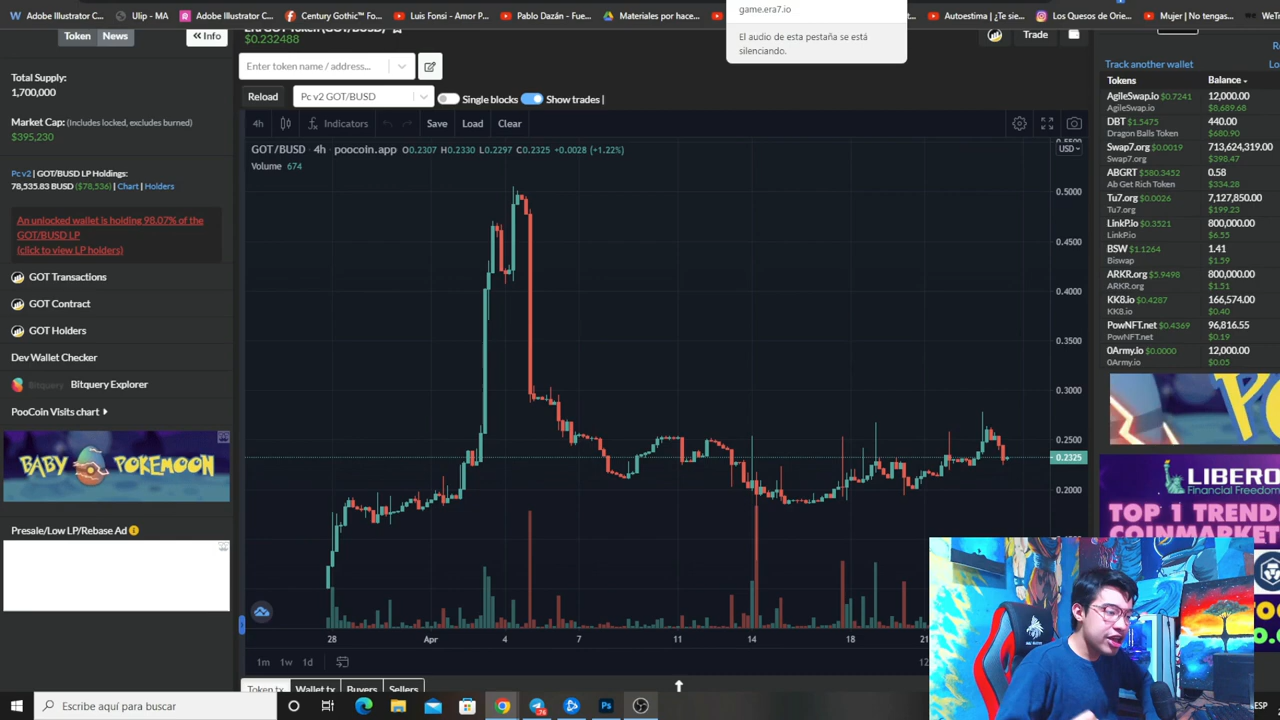 Adobe Workspaces
Ulip - MA
Adobe Illustrator C...
Century Gothic™ Fo...
Luis Fonsi - Amor P...
Pablo Dazán - Fue...
Materiales por hace...
Autoestima | ¿Te sie...
Los Quesos de Orie...
Mujer | No tengas...
game.era7.io
El audio de esta pestaña se está
silenciando.
Token
News
« Info
$0.232488
Trade
Enter token name / address...
Reload
Pc v2 GOT/BUSD
Single blocks
Show trades |
4h
Indicators
Save
Load
Clear
GOT/BUSD · 4h · poocoin.app O0.2307 H0.2330 L0.2297 C0.2325 +0.0028 (+1.22%)
Volume 674
USD
Total Supply:
1,700,000
Market Cap: (Includes locked, excludes burned)
$395,230
Pc v2 | GOT/BUSD LP Holdings:
78,535.83 BUSD ($78,536) | Chart | Holders
An unlocked wallet is holding 98.07% of the
GOT/BUSD LP
(click to view LP holders)
GOT Transactions
GOT Contract
GOT Holders
Dev Wallet Checker
Bitquery Bitquery Explorer
PooCoin Visits chart
BABY POKEMOON
Presale/Low LP/Rebase Ad
0.5000
0.4500
0.4000
0.3500
0.3000
0.2500
0.2325
0.2000
28
Apr
4
7
11
14
18
21
1m 1w 1d
Token tx
Wallet tx
Buyers
Sellers
Track another wallet
Tokens
Balance
AgileSwap.io $0.7241 12,000.00
AgileSwap.io $8,689.68
DBT $1.5475 440.00
Dragon Balls Token $680.90
Swap7.org $0.0019 713,624,319.00
Swap7.org $398.47
ABGRT $580.3452 0.58
Ab Get Rich Token $334.28
Tu7.org $0.0026 7,127,850.00
Tu7.org $199.23
LinkP.io $0.3521 800,000.00
LinkP.io $6.55
BSW $1.1264 1.41
Biswap $1.59
ARKR.org $5.9498 800,000.00
ARKR.org $1.51
KK8.io $0.4287 166,574.00
KK8.io $0.40
PowNFT.net $0.4369 96,816.55
PowNFT.net $0.19
0Army.io $0.0000 12,000.00
0Army.io $0.05
LIBERO
Financial Freedom
TOP 1 TREND
COINMARKET
Escribe aquí para buscar
ESP